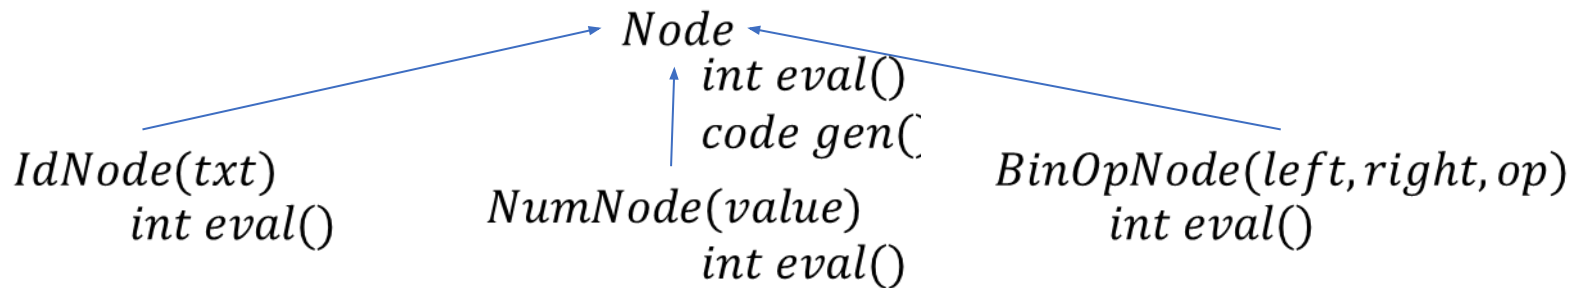 Node
int eval()
code gen(
IdNode(txt)
int eval()
NumNode(value)
int eval()
BinOpNode(left, right, op)
int eval()